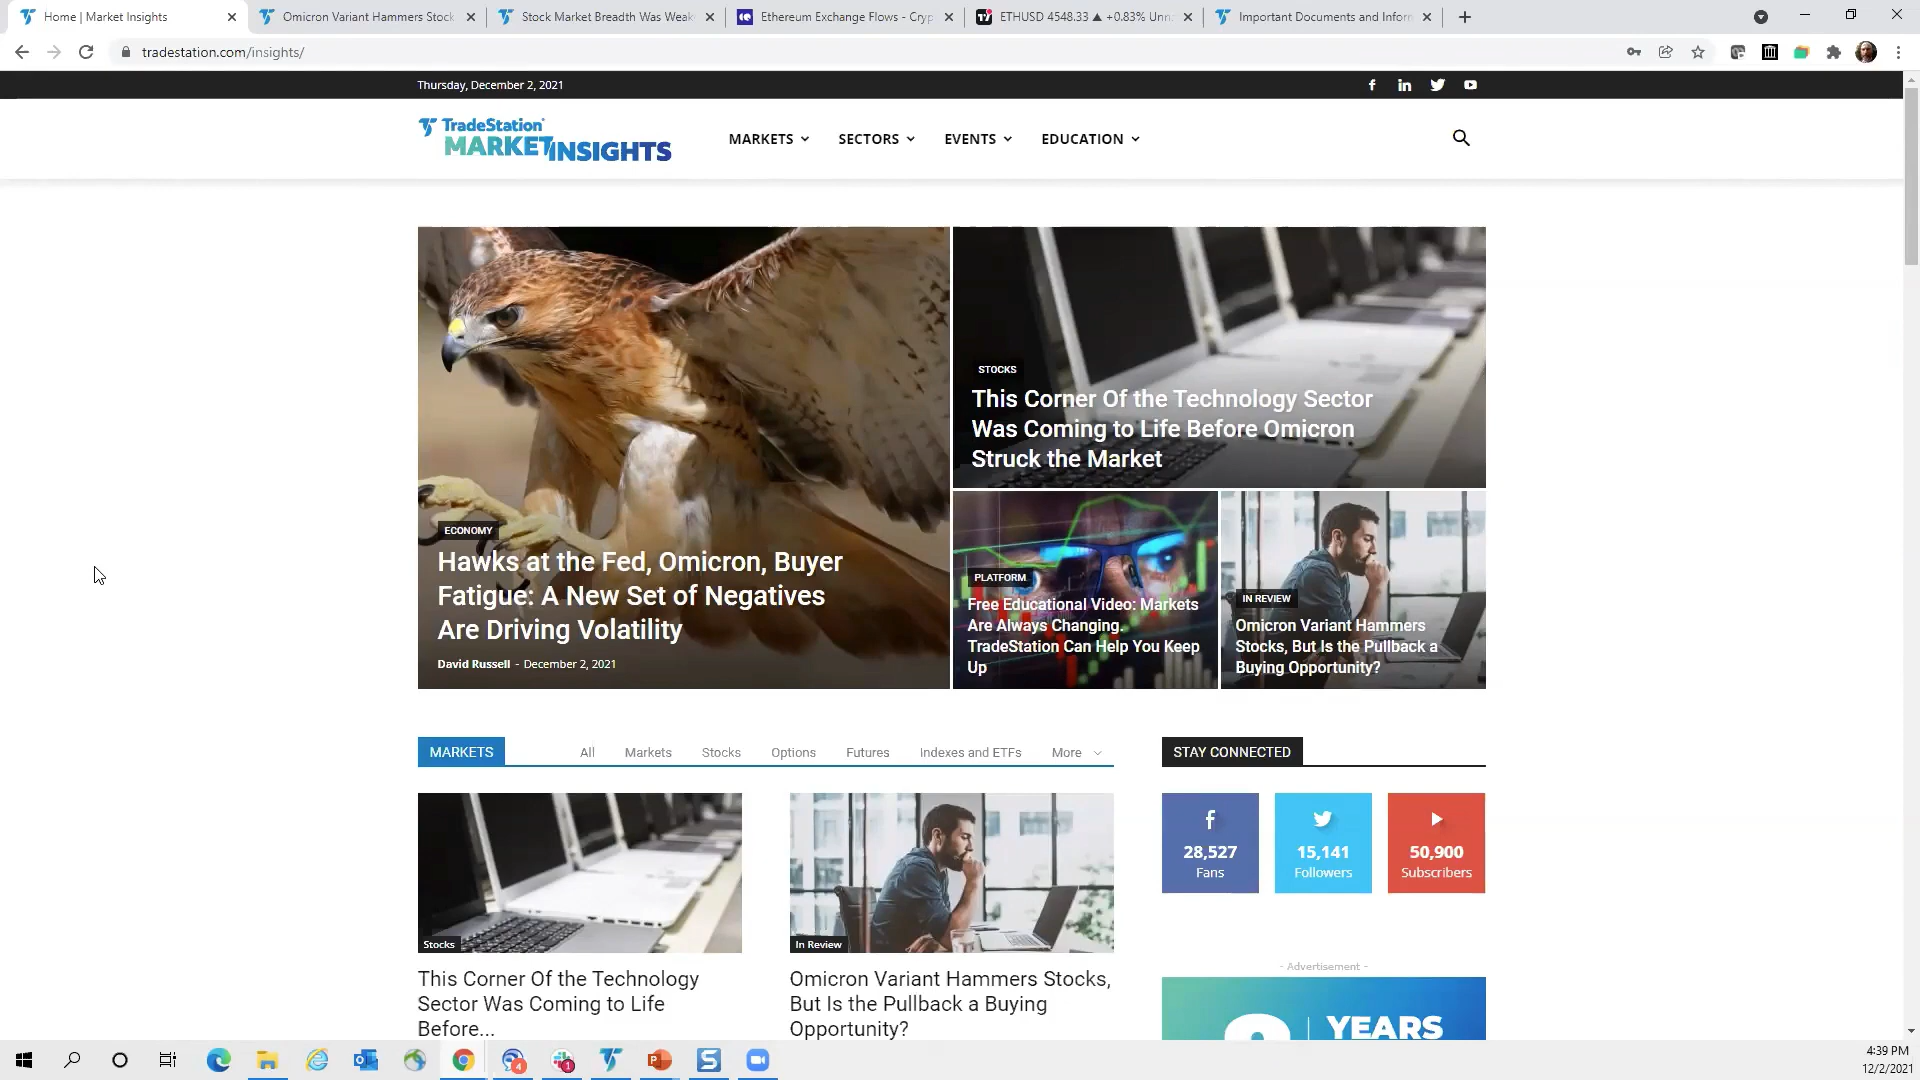 Home | Market Insights
Omicron Variant Hammers Stock
Stock Market Breadth Was Weak
Ethereum Exchange Flows - Cryp
ETHUSD 4548.33 ▲ +0.83% Unn
Important Documents and Inform
tradestation.com/insights/
Thursday, December 2, 2021
TradeStation
MARKET INSIGHTS
MARKETS
SECTORS
EVENTS
EDUCATION
ECONOMY
Hawks at the Fed, Omicron, Buyer
Fatigue: A New Set of Negatives
Are Driving Volatility
David Russell - December 2, 2021
STOCKS
This Corner Of the Technology Sector
Was Coming to Life Before Omicron
Struck the Market
PLATFORM
Free Educational Video: Markets
Are Always Changing.
TradeStation Can Help You Keep
Up
IN REVIEW
Omicron Variant Hammers
Stocks, But Is the Pullback a
Buying Opportunity?
MARKETS
All
Markets
Stocks
Options
Futures
Indexes and ETFs
More
STAY CONNECTED
Stocks
This Corner Of the Technology
Sector Was Coming to Life
Before...
In Review
Omicron Variant Hammers Stocks,
But Is the Pullback a Buying
Opportunity?
28,527
Fans
15,141
Followers
50,900
Subscribers
- Advertisement -
YEARS
4:39 PM
12/2/2021